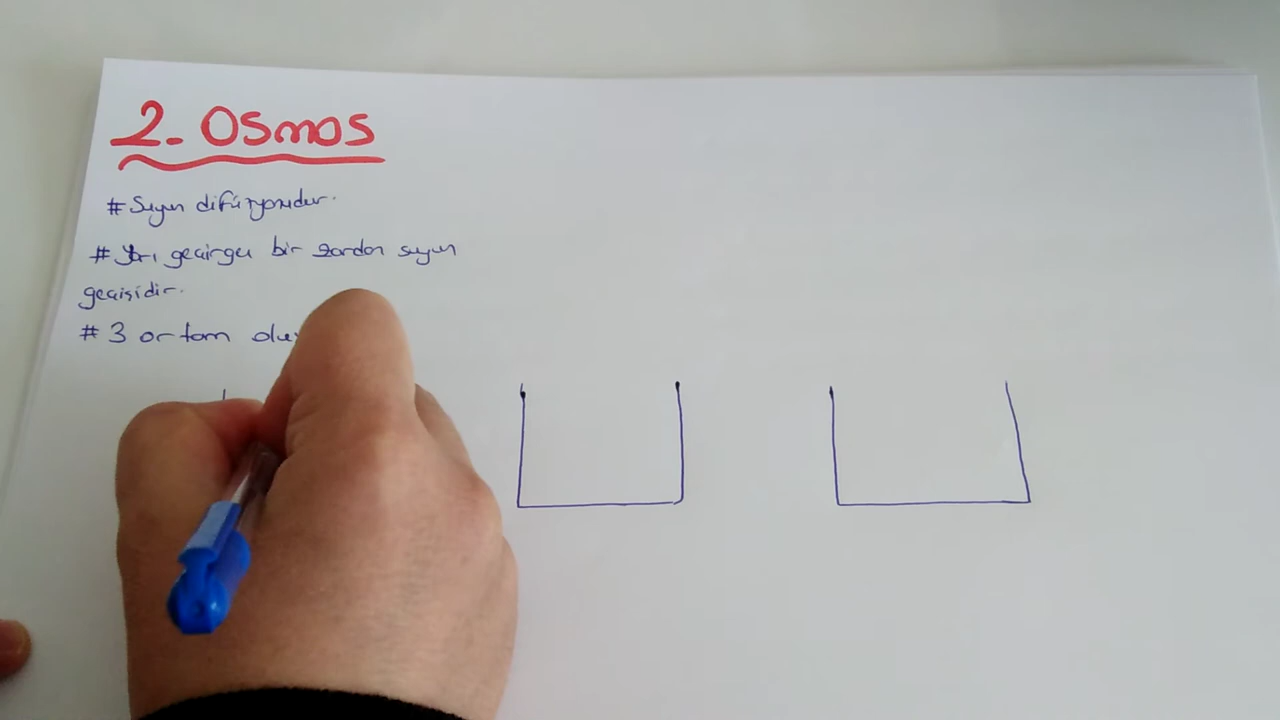 2. Osmos
# Suyun difüzyonudur.
# Yarı geçirgen bir zardan suyun
geçişidir.
# 3 ortam